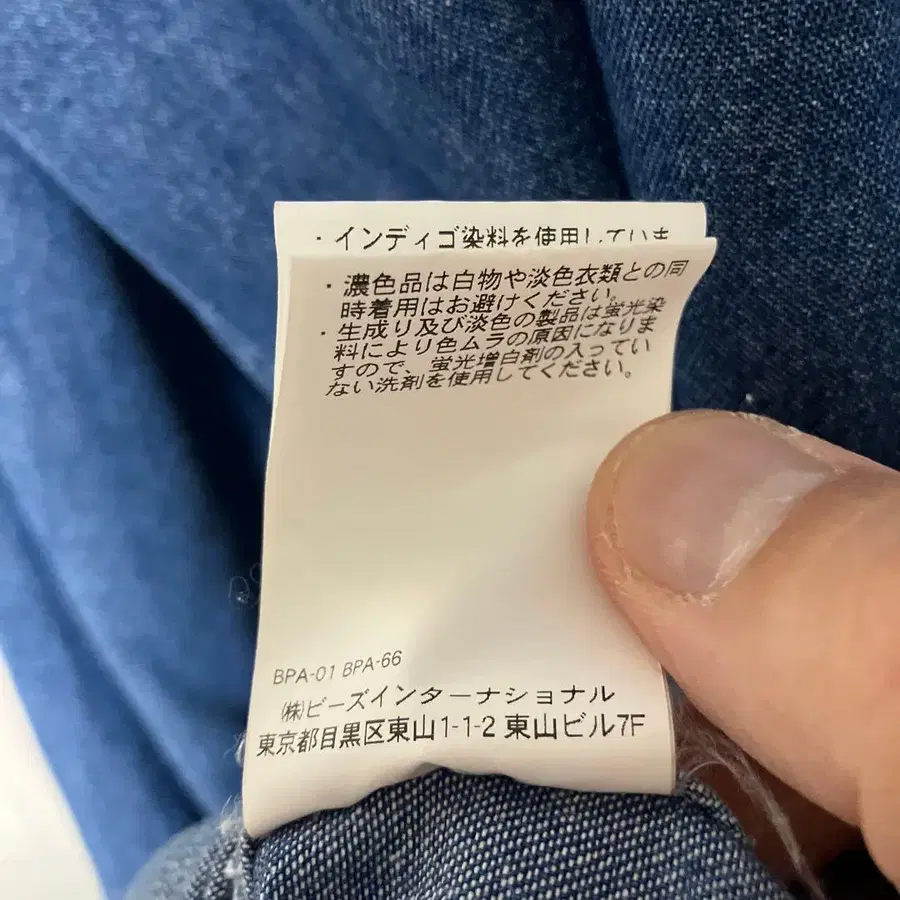 ・インディゴ染料を使用していま
・濃色品は白物や淡色衣類との同
時着用はお避けください。
・生成り及び淡色の製品は蛍光染
料により色ムラの原因になりま
すので、蛍光増白剤の入ってい
ない洗剤を使用してください。
BPA-01 BPA-66
(株)ビーズインターナショナル
東京都目黒区東山1-1-2 東山ビル7F